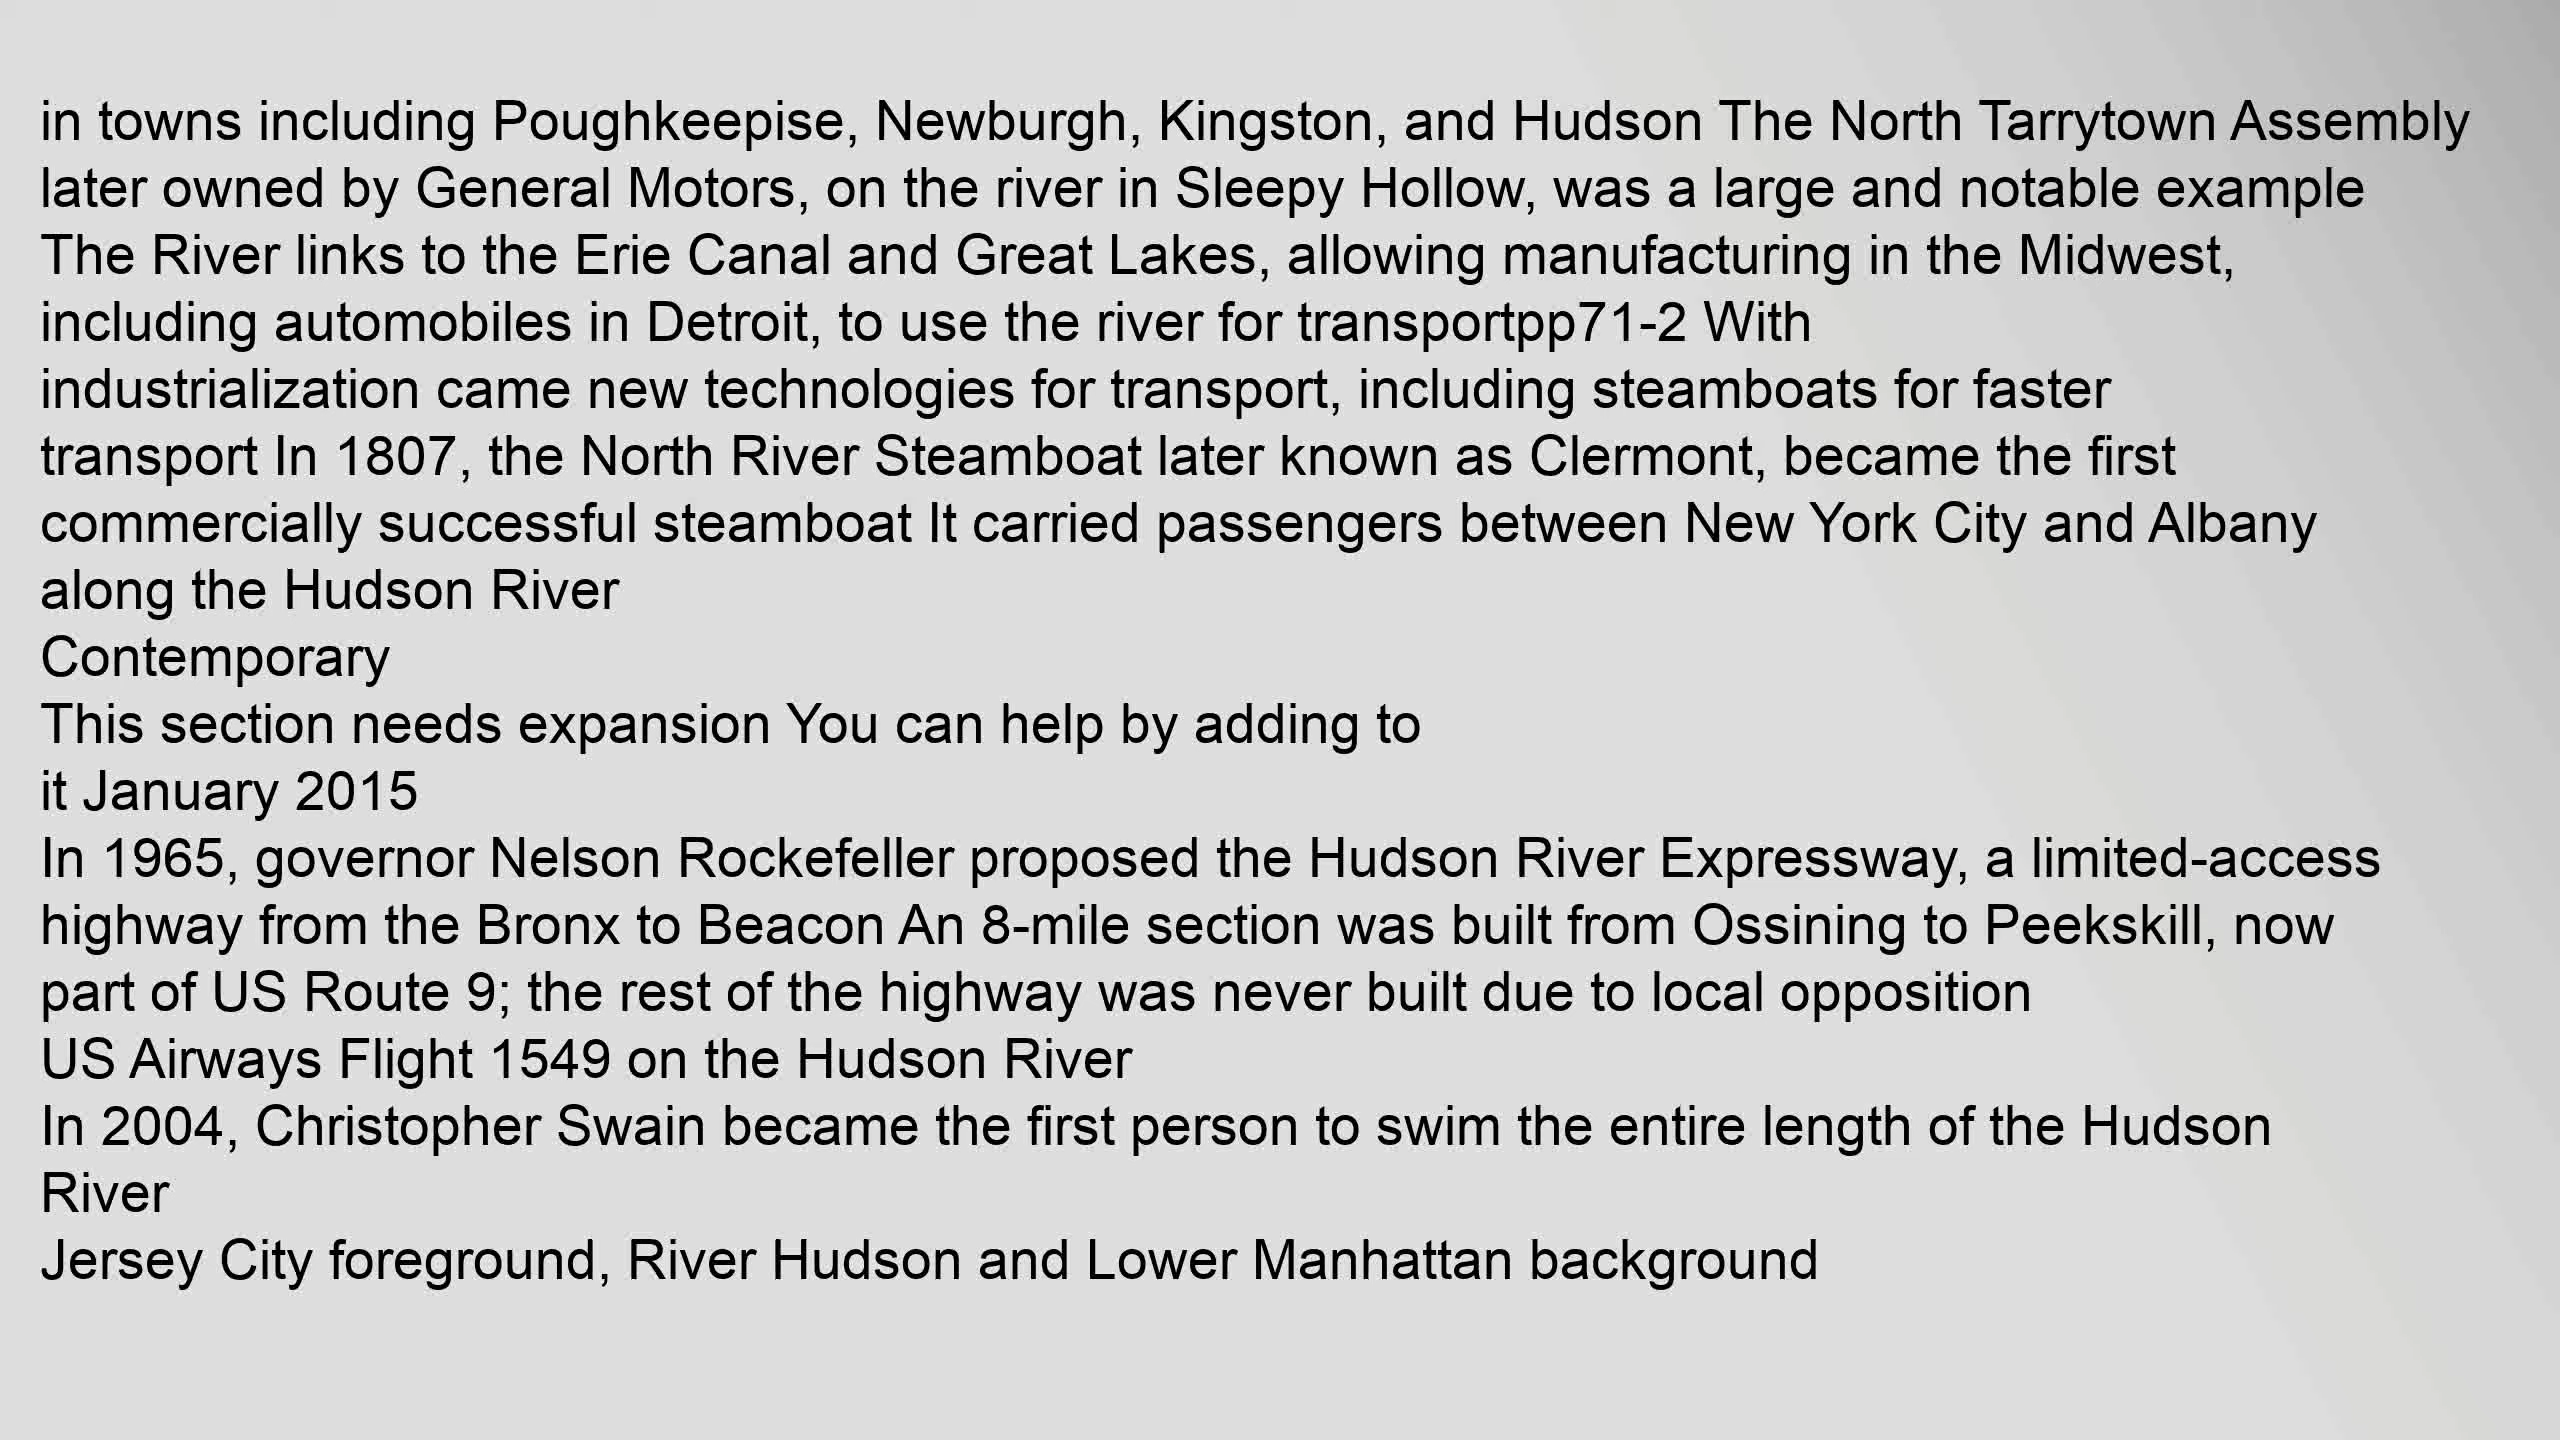 in towns including Poughkeepise, Newburgh, Kingston, and Hudson The North Tarrytown Assembly
later owned by General Motors, on the river in Sleepy Hollow, was a large and notable example
The River links to the Erie Canal and Great Lakes, allowing manufacturing in the Midwest,
including automobiles in Detroit, to use the river for transportpp71-2 With
industrialization came new technologies for transport, including steamboats for faster
transport In 1807, the North River Steamboat later known as Clermont, became the first
commercially successful steamboat It carried passengers between New York City and Albany
along the Hudson River
Contemporary
This section needs expansion You can help by adding to
it January 2015
In 1965, governor Nelson Rockefeller proposed the Hudson River Expressway, a limited-access
highway from the Bronx to Beacon An 8-mile section was built from Ossining to Peekskill, now
part of US Route 9; the rest of the highway was never built due to local opposition
US Airways Flight 1549 on the Hudson River
In 2004, Christopher Swain became the first person to swim the entire length of the Hudson
River
Jersey City foreground, River Hudson and Lower Manhattan background